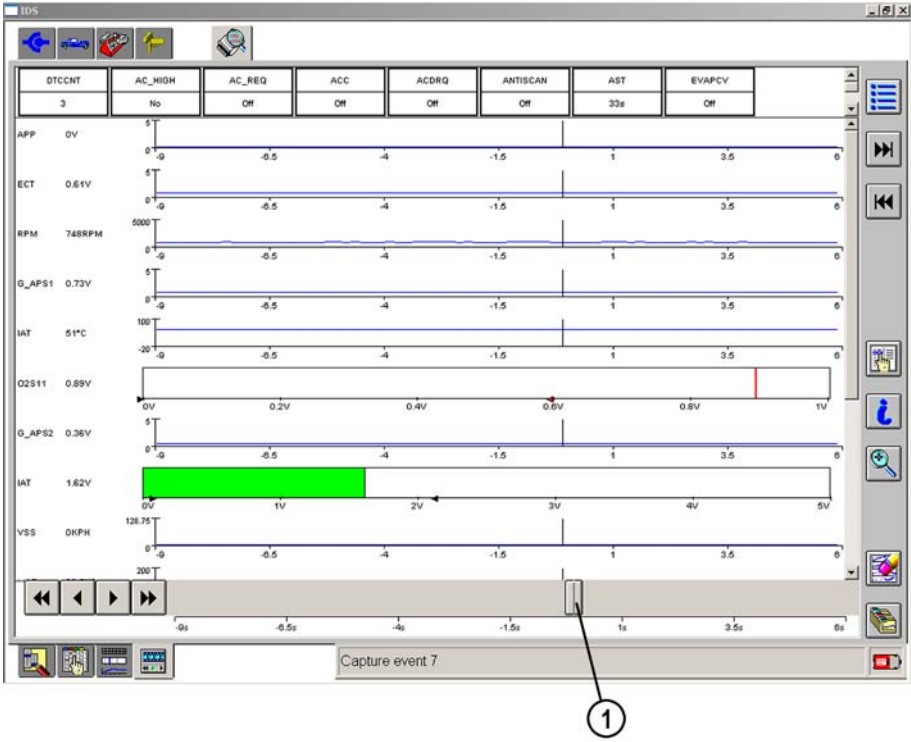 IDS
DTCCNT AC_HIGH AC_REQ ACC ACDRQ ANTISCAN AST EVAPCV
3 No Off Off Off Off 33s Off
APP 0V 5 0 -9 -6.5 -4 -1.5 1 3.5 6
ECT 0.61V 5 0 -9 -6.5 -4 -1.5 1 3.5 6
RPM 748RPM 5000 0 -9 -6.5 -4 -1.5 1 3.5 6
G_APS1 0.73V 5 0 -9 -6.5 -4 -1.5 1 3.5 6
IAT 51°C 100 -20 -9 -6.5 -4 -1.5 1 3.5 6
O2S11 0.89V
0V 0.2V 0.4V 0.6V 0.8V 1V
G_APS2 0.36V 5 0 -9 -6.5 -4 -1.5 1 3.5 6
IAT 1.62V
0V 1V 2V 3V 4V 5V
VSS 0KPH 128.75 0 -9 -6.5 -4 -1.5 1 3.5 6
200
-9s -6.5s -4s -1.5s 1s 3.5s 6s
Capture event 7
1